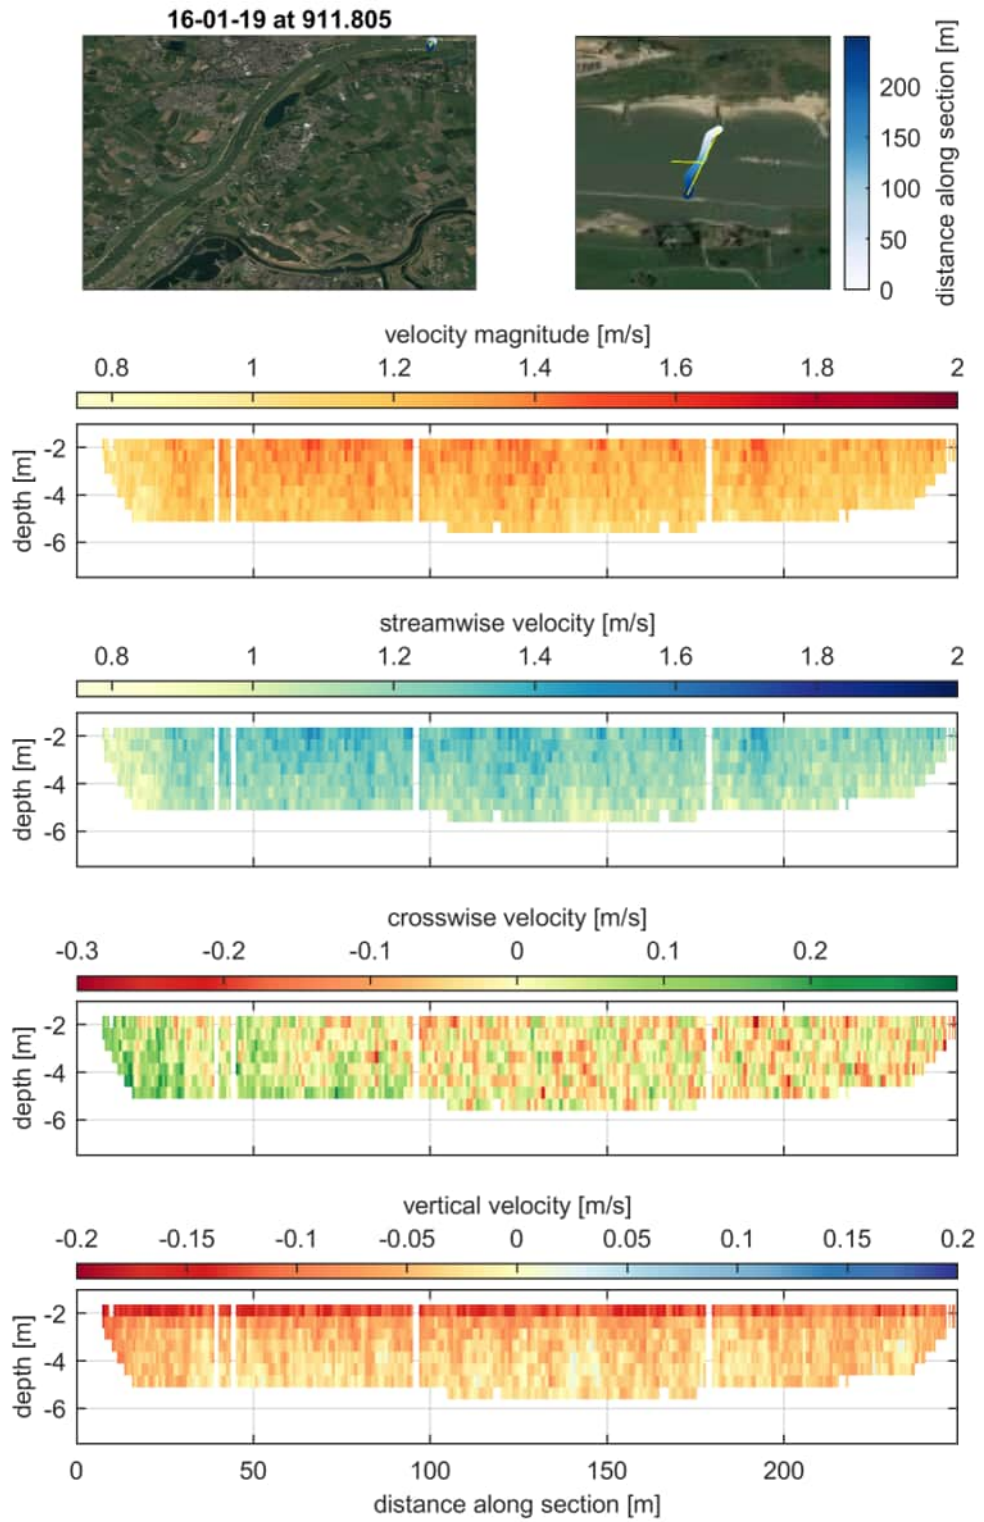 16-01-19 at 911.805
200
150
100
50
0
distance along section [m]
velocity magnitude [m/s]
0.8 1 1.2 1.4 1.6 1.8 2
-2
-4
-6
depth [m]
streamwise velocity [m/s]
0.8 1 1.2 1.4 1.6 1.8 2
-2
-4
-6
depth [m]
crosswise velocity [m/s]
-0.3 -0.2 -0.1 0 0.1 0.2
-2
-4
-6
depth [m]
vertical velocity [m/s]
-0.2 -0.15 -0.1 -0.05 0 0.05 0.1 0.15 0.2
-2
-4
-6
depth [m]
0 50 100 150 200
distance along section [m]